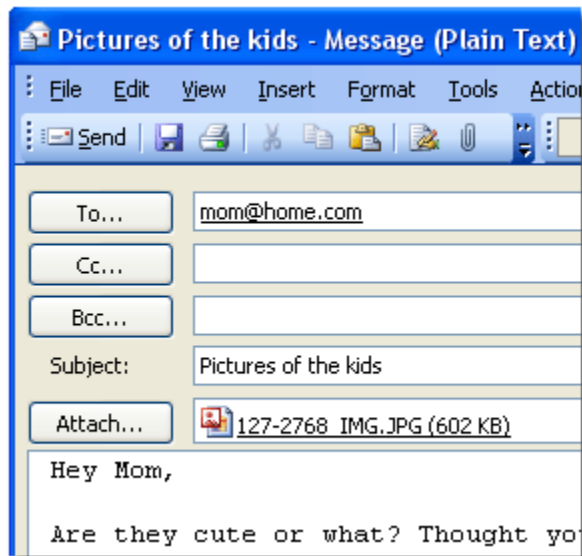 Pictures of the kids - Message (Plain Text)
File Edit View Insert Format Tools
Send
To... mom@home.com
Cc...
Bcc...
Subject: Pictures of the kids
Attach... 127-2768_IMG.JPG (602 KB)
Hey Mom,
Are they cute or what? Thought